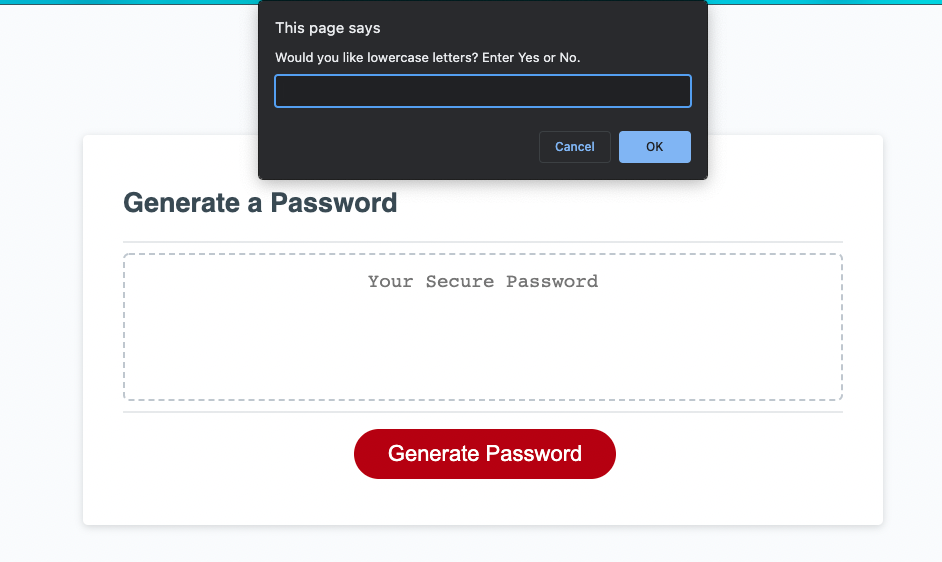 This page says
Would you like lowercase letters? Enter Yes or No.
Cancel
OK
Generate a Password
Your Secure Password
Generate Password